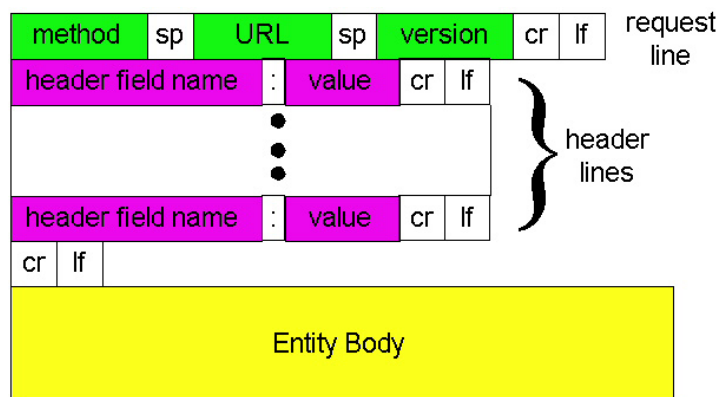 method sp URL sp version cr lf request line
header field name : value cr lf
header lines
header field name : value cr lf
cr lf
Entity Body